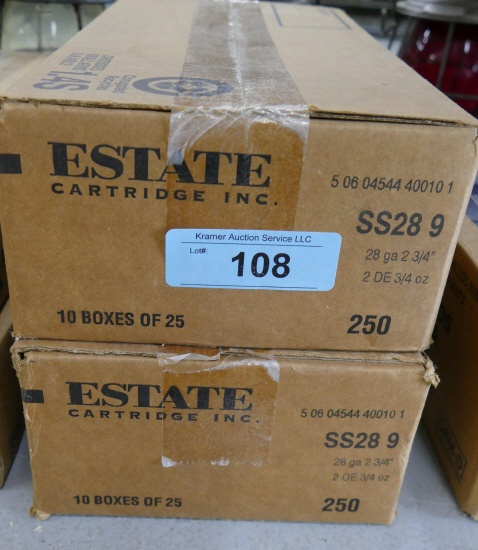 ESTATE
CARTRIDGE INC.
5 06 04544 40010 1
SS28 9
28 ga 2 3/4"
2 DE 3/4 oz
Kramer Auction Service LLC
Lot#:
108
10 BOXES OF 25
250
ESTATE
CARTRIDGE INC.
5 06 04544 40010 1
SS28 9
28 ga 2 3/4"
2 DE 3/4 oz
10 BOXES OF 25
250